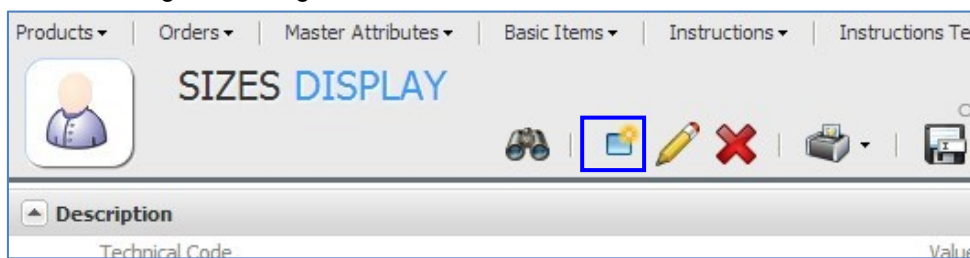 Products | Orders | Master Attributes | Basic Items | Instructions | Instructions Te
SIZES DISPLAY
Description
Technical Code Value